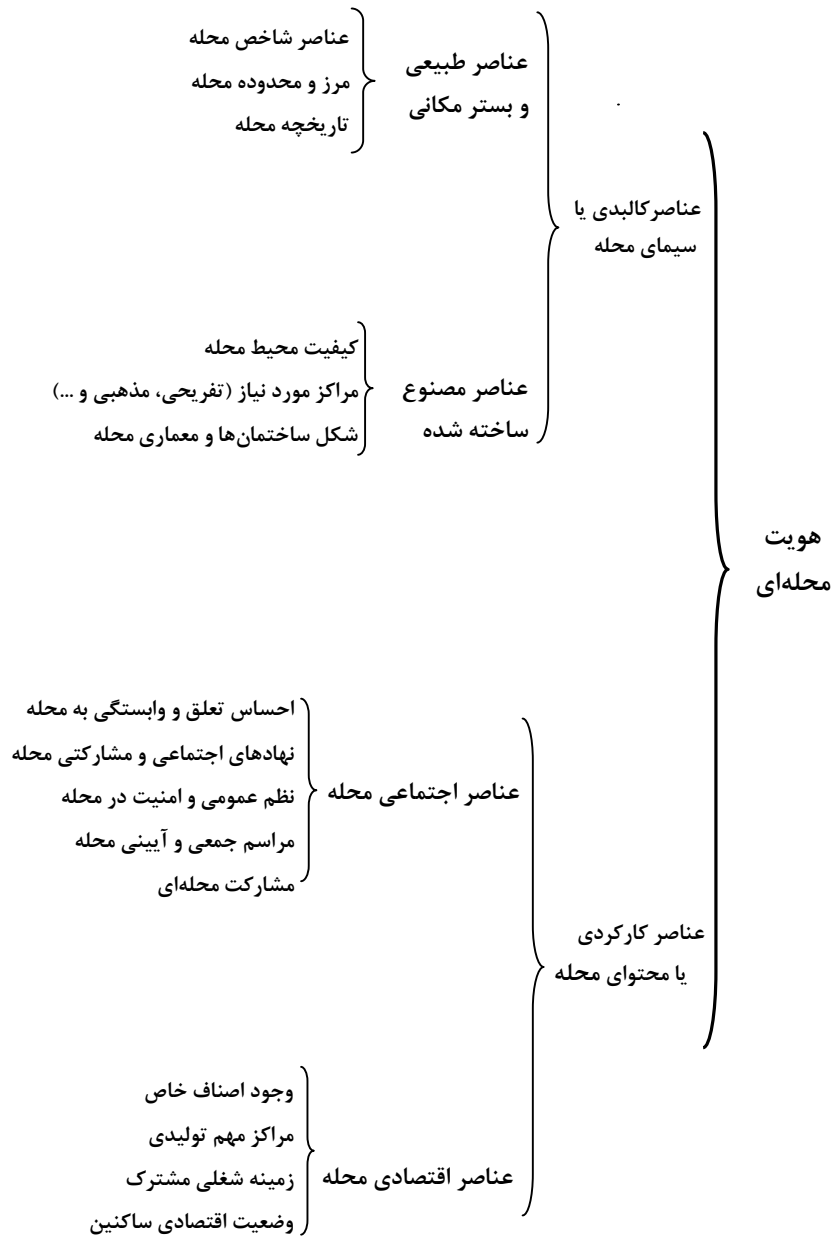 هویت
محله‌ای
عناصرکالبدی یا
سیمای محله
عناصر طبیعی
و بستر مکانی
عناصر شاخص محله
مرز و محدوده محله
تاریخچه محله
عناصر مصنوع
ساخته شده
کیفیت محیط محله
مراکز مورد نیاز (تفریحی، مذهبی و ...)
شکل ساختمان‌ها و معماری محله
عناصر کارکردی
یا محتوای محله
عناصر اجتماعی محله
احساس تعلق و وابستگی به محله
نهادهای اجتماعی و مشارکتی محله
نظم عمومی و امنیت در محله
مراسم جمعی و آیینی محله
مشارکت محله‌ای
عناصر اقتصادی محله
وجود اصناف خاص
مراکز مهم تولیدی
زمینه شغلی مشترک
وضعیت اقتصادی ساکنین